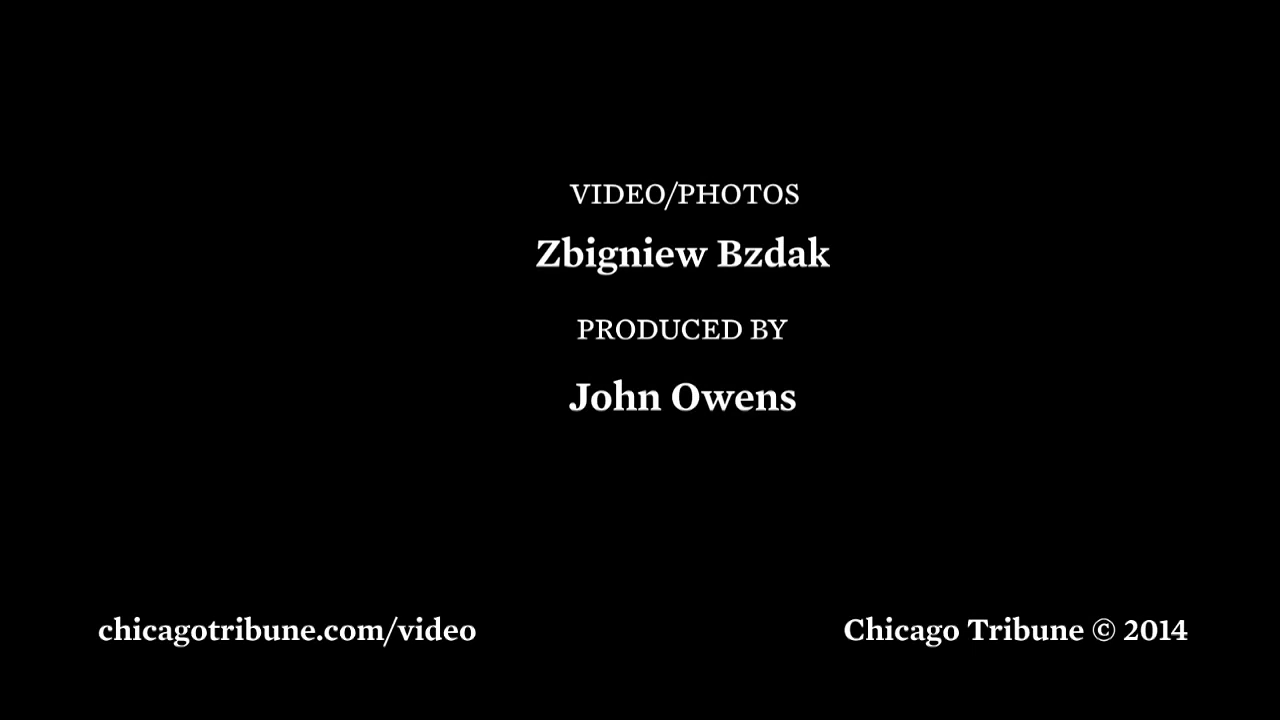 VIDEO/PHOTOS
Zbigniew Bzdak
PRODUCED BY
John Owens
chicagotribune.com/video
Chicago Tribune © 2014